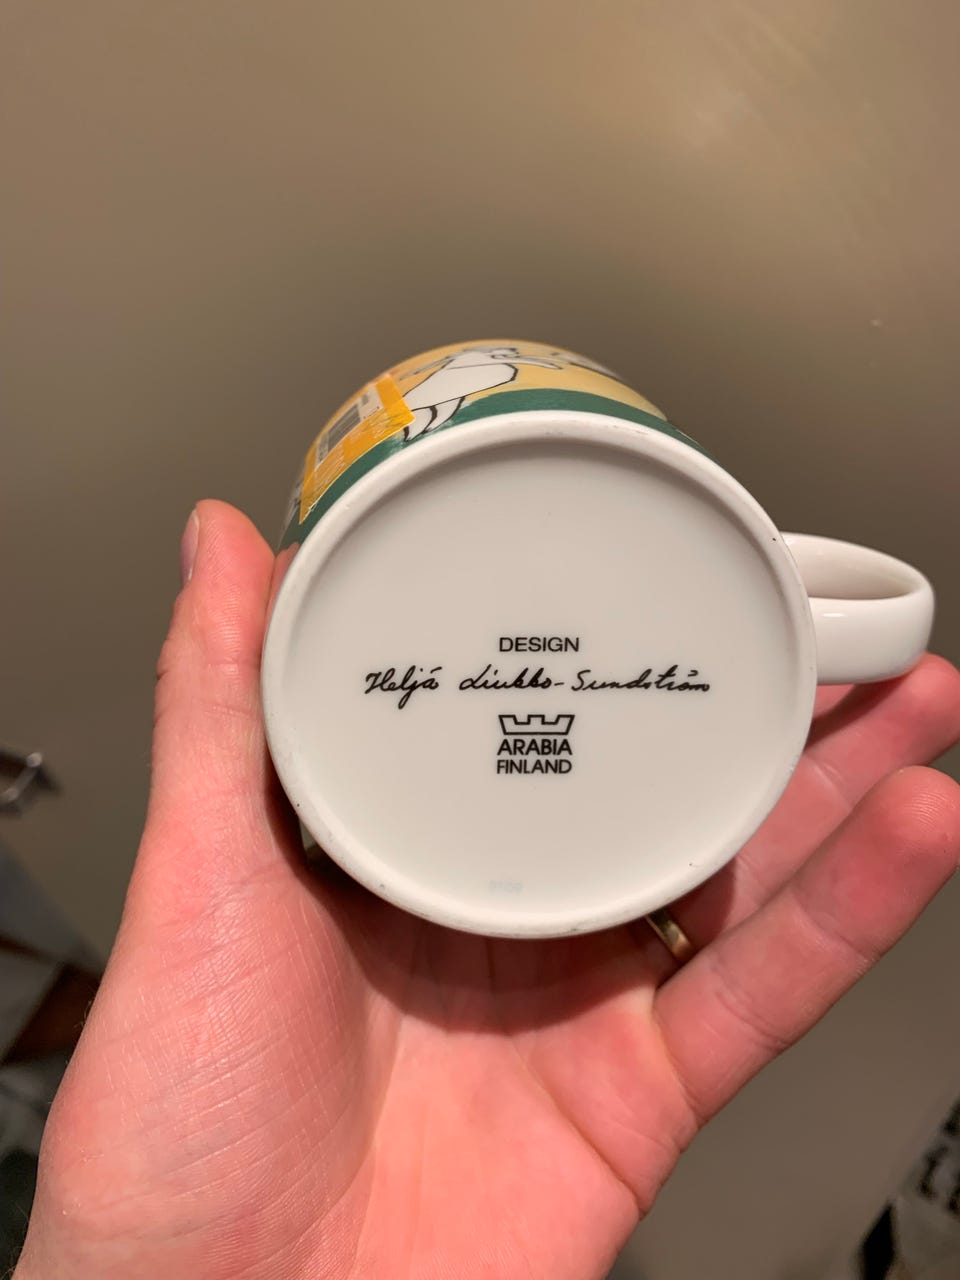 DESIGN
Heljä Liukko-Sundström
ARABIA
FINLAND